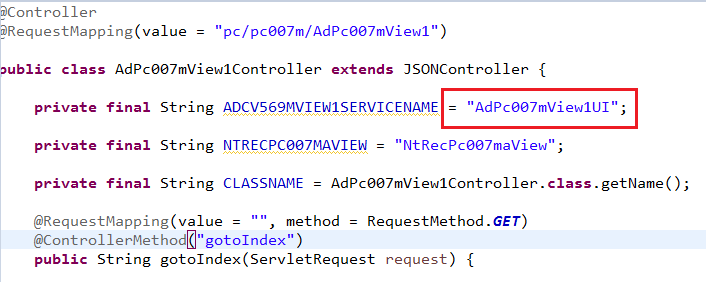 @Controller
@RequestMapping(value = "pc/pc007m/AdPc007mView1")
public class AdPc007mView1Controller extends JSONController {
private final String ADCV569MVIEW1SERVICENAME = "AdPc007mView1UI";
private final String NTRECPC007MAVIEW = "NtRecPc007maView";
private final String CLASSNAME = AdPc007mView1Controller.class.getName();
@RequestMapping(value = "", method = RequestMethod.GET)
@ControllerMethod("gotoIndex")
public String gotoIndex(ServletRequest request) {